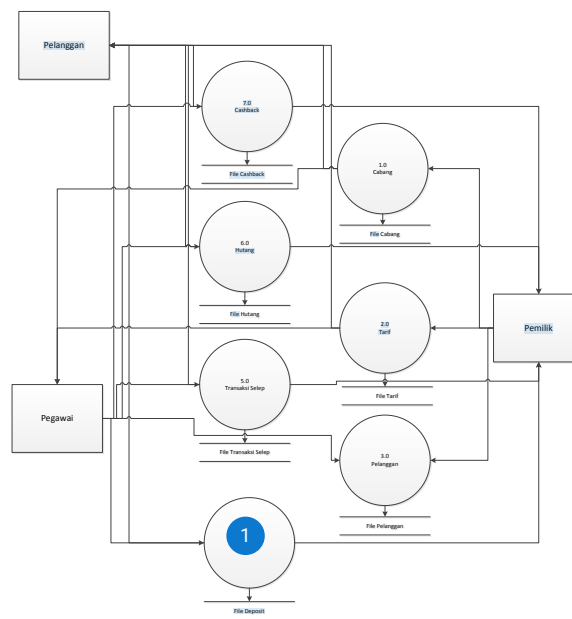 Pelanggan
7.0
Cashback
File Cashback
1.0
Cabang
File Cabang
6.0
Hutang
File Hutang
2.0
Tarif
File Tarif
Pemilik
5.0
Transaksi Selep
File Transaksi Selep
Pegawai
3.0
Pelanggan
File Pelanggan
1
File Deposit